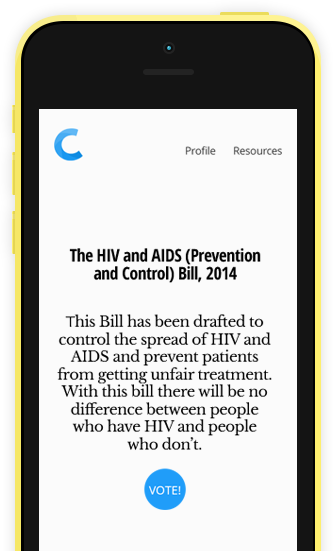 Profile Resources
The HIV and AIDS (Prevention
and Control) Bill, 2014
This Bill has been drafted to
control the spread of HIV and
AIDS and prevent patients
from getting unfair treatment.
With this bill there will be no
difference between people
who have HIV and people
who don't.
VOTE!